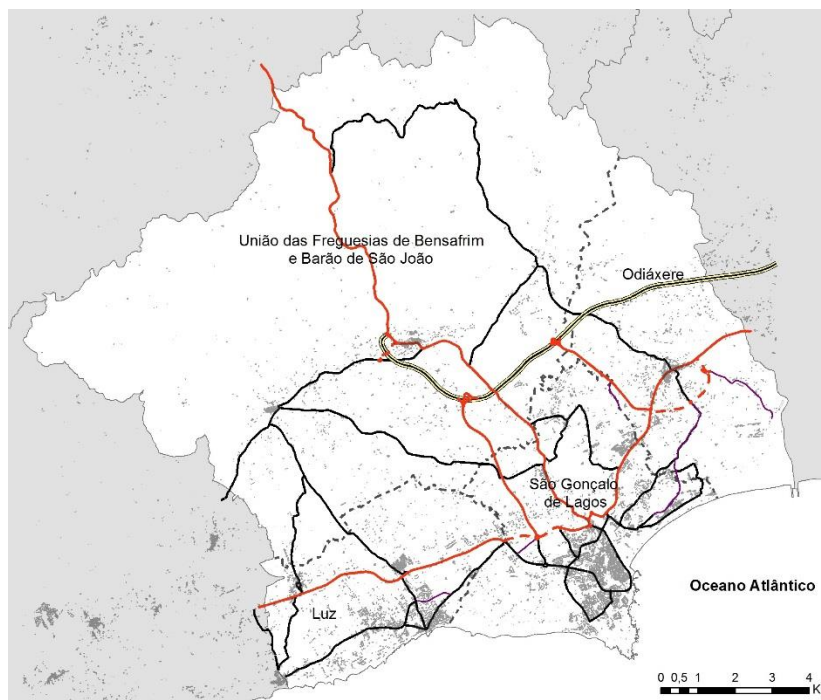 União das Freguesias de Bensafrim
e Barão de São João
Odiáxere
São Gonçalo
de Lagos
Oceano Atlântico
Luz
0 0,5 1 2 3 4
K